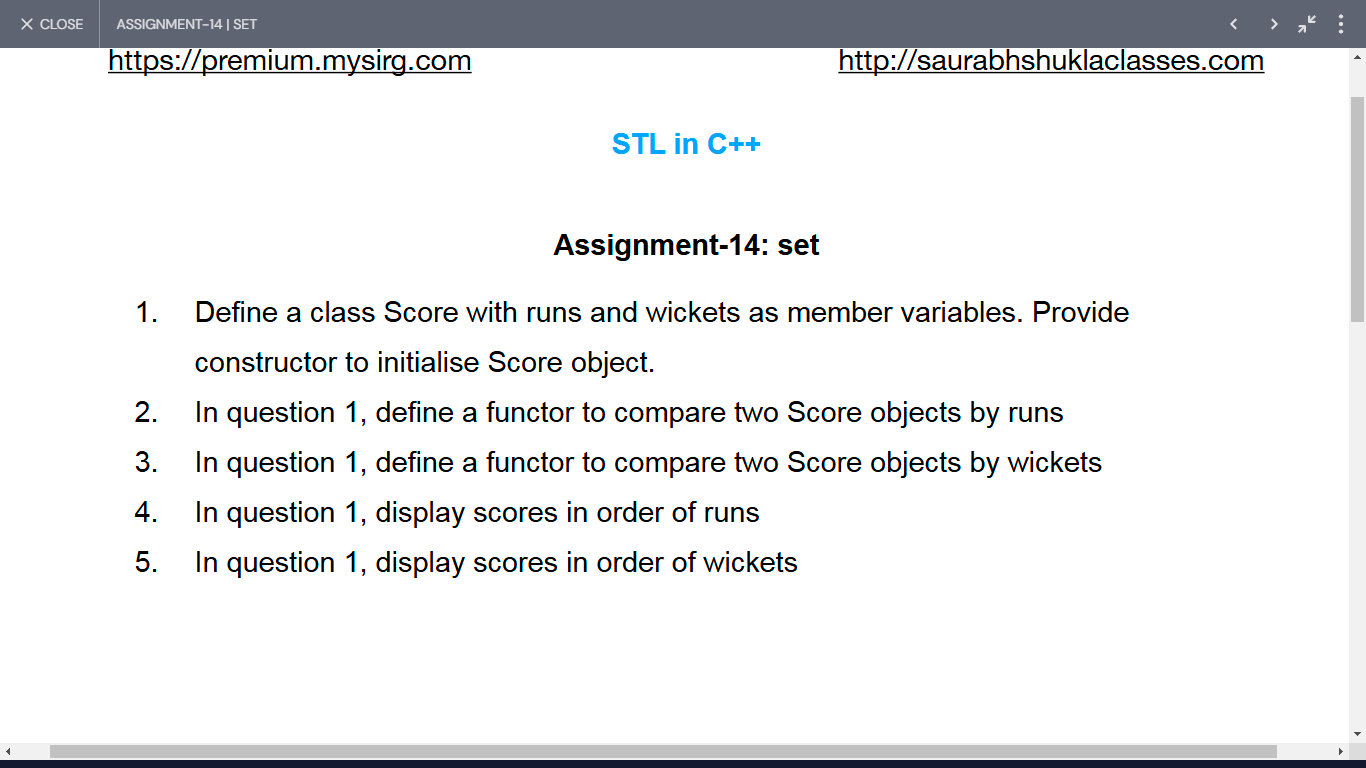 CLOSE
ASSIGNMENT-14 | SET
https://premium.mysirg.com
http://saurabhshuklaclasses.com
STL in C++
Assignment-14: set
1. Define a class Score with runs and wickets as member variables. Provide
constructor to initialise Score object.
2. In question 1, define a functor to compare two Score objects by runs
3. In question 1, define a functor to compare two Score objects by wickets
4. In question 1, display scores in order of runs
5. In question 1, display scores in order of wickets